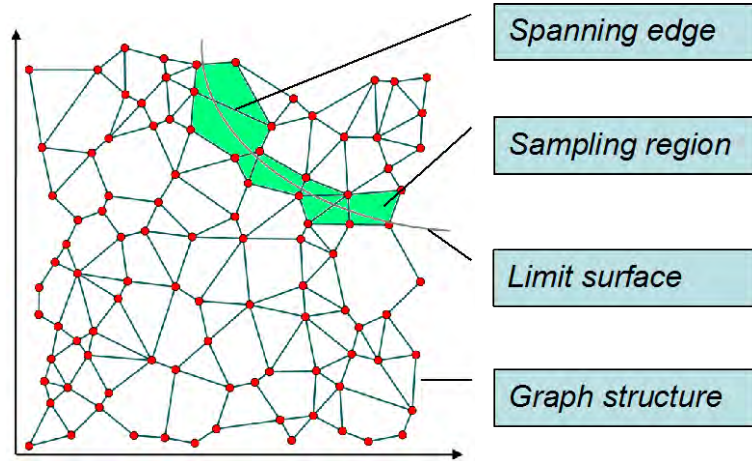 Spanning edge
Sampling region
Limit surface
Graph structure